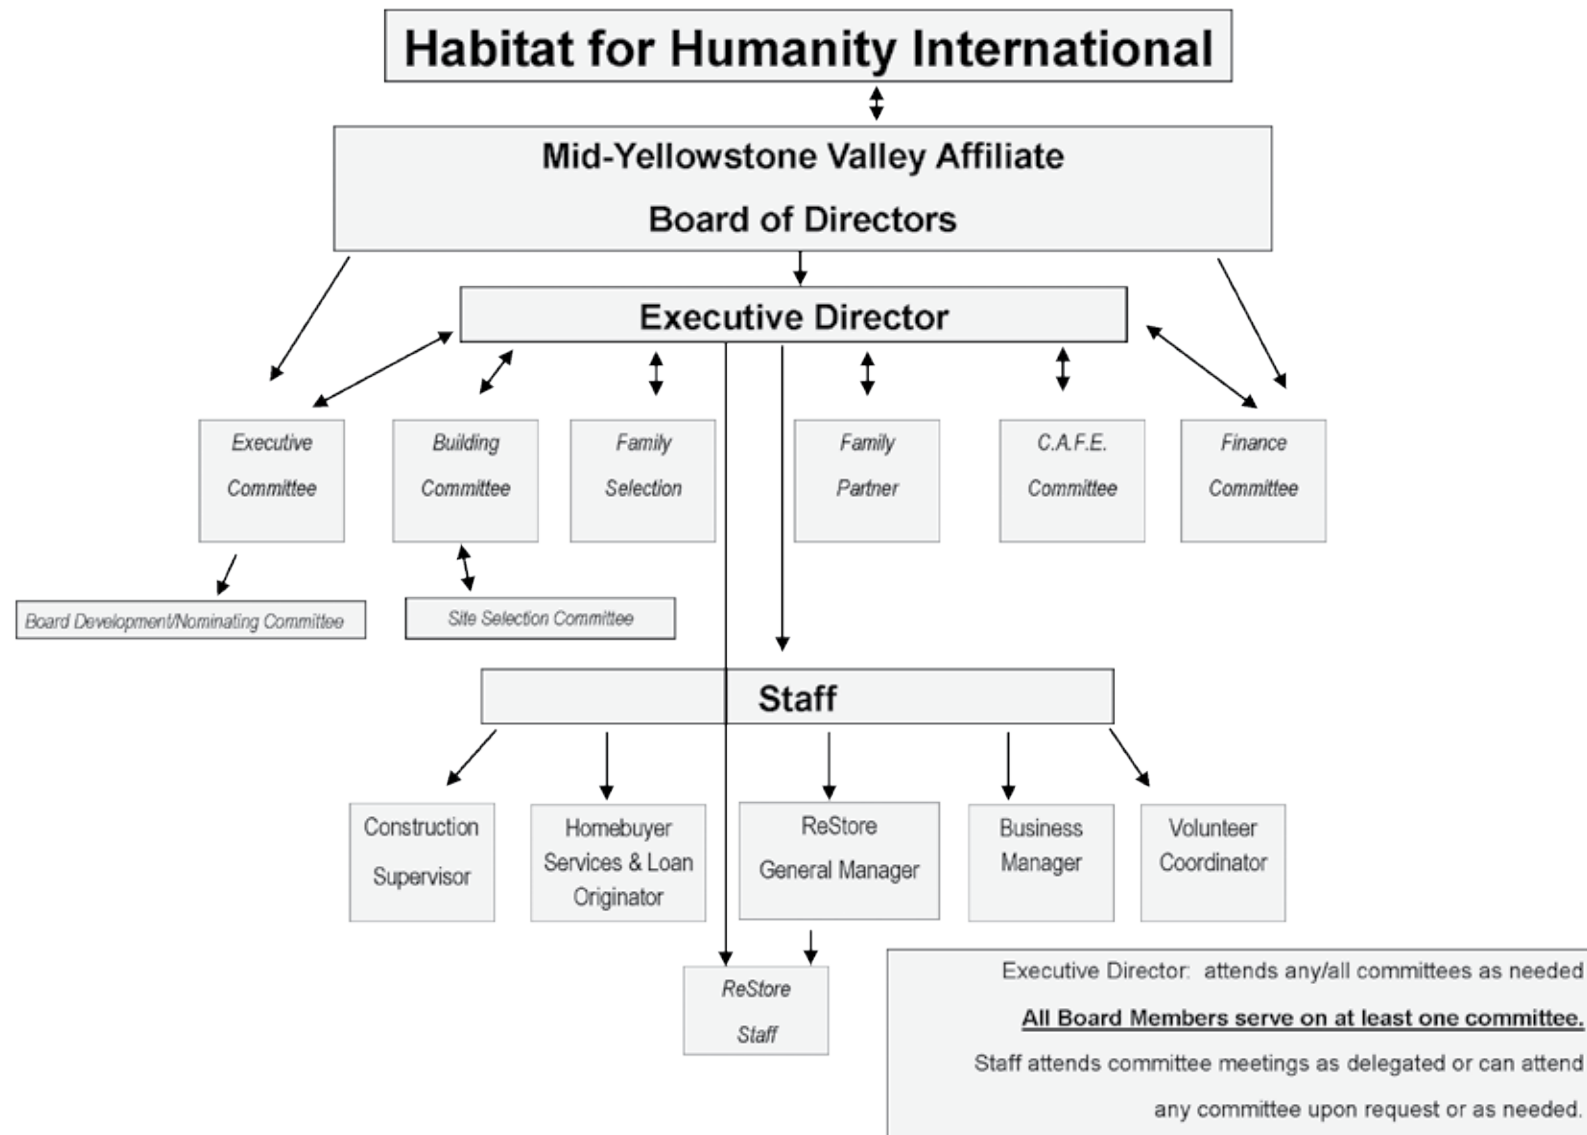 Habitat for Humanity International
Mid-Yellowstone Valley Affiliate
Board of Directors
Executive Director
Executive
Committee
Building
Committee
Family
Selection
Family
Partner
C.A.F.E.
Committee
Finance
Committee
Board Development/Nominating Committee
Site Selection Committee
Staff
Construction
Supervisor
Homebuyer
Services & Loan
Originator
ReStore
General Manager
Business
Manager
Volunteer
Coordinator
ReStore
Staff
Executive Director: attends any/all committees as needed
All Board Members serve on at least one committee.
Staff attends committee meetings as delegated or can attend
any committee upon request or as needed.